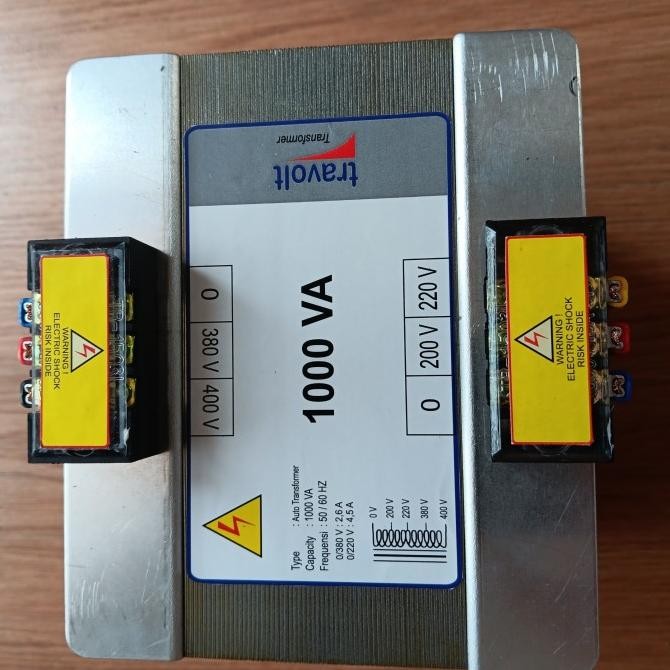 travolt
Transformer
O 380 V 400 V
1000 VA
O 200 V 220 V
Type : Auto Transformer
Capacity : 1000 VA
Frequensi : 50 / 60 HZ
0/380 V : 2,6 A
0/220 V : 4,5 A
0 V
200 V
220 V
380 V
400 V
WARNING !
ELECTRIC SHOCK
RISK INSIDE
WARNING !
ELECTRIC SHOCK
RISK INSIDE